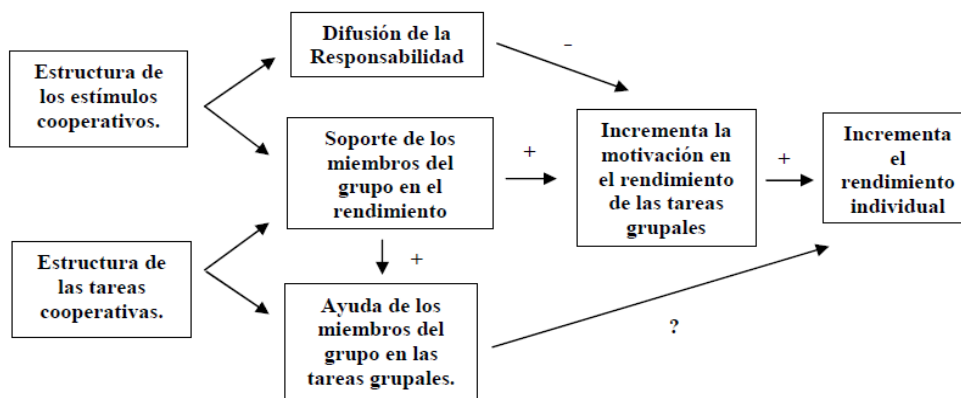 Difusión de la
Responsabilidad
-
Estructura de
los estímulos
cooperativos.
Soporte de los
miembros del
grupo en el
rendimiento
+
Incrementa la
motivación en
el rendimiento
de las tareas
grupales
+
Incrementa
el
rendimiento
individual
Estructura de
las tareas
cooperativas.
+
Ayuda de los
miembros del
grupo en las
tareas grupales.
?